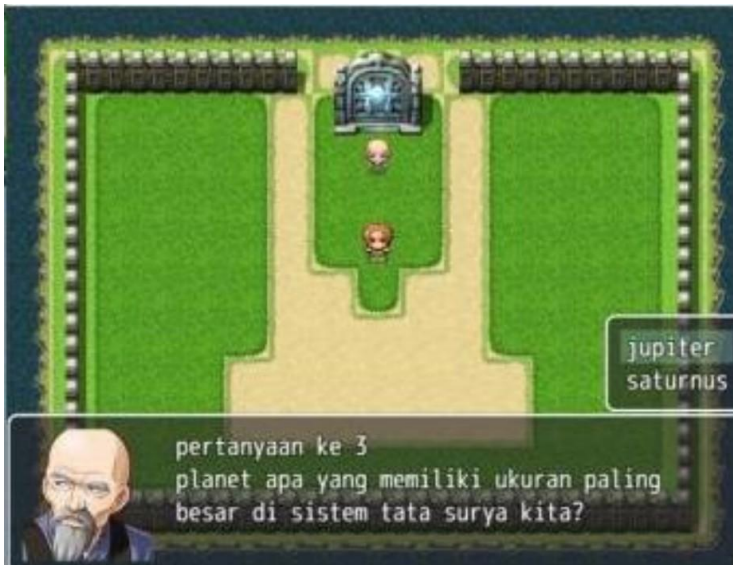 jupiter
saturnus
pertanyaan ke 3
planet apa yang memiliki ukuran paling
besar di sistem tata surya kita?